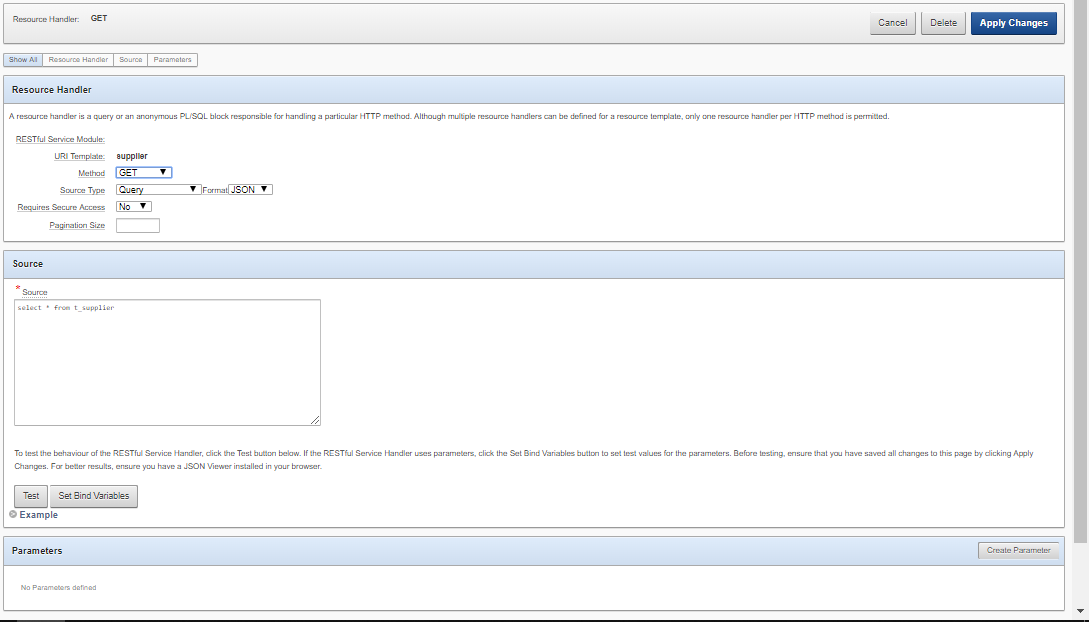 Resource Handler: GET
Cancel Delete Apply Changes
Show All Resource Handler Source Parameters
Resource Handler
A resource handler is a query or an anonymous PL/SQL block responsible for handling a particular HTTP method. Although multiple resource handlers can be defined for a resource template, only one resource handler per HTTP method is permitted.
RESTful Service Module:
URI Template: supplier
Method GET
Source Type Query Format JSON
Requires Secure Access No
Pagination Size
Source
* Source
select * from t_supplier
To test the behaviour of the RESTful Service Handler, click the Test button below. If the RESTful Service Handler uses parameters, click the Set Bind Variables button to set test values for the parameters. Before testing, ensure that you have saved all changes to this page by clicking Apply
Changes. For better results, ensure you have a JSON Viewer installed in your browser.
Test Set Bind Variables
Example
Parameters Create Parameter
No Parameters defined